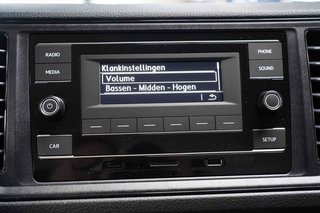 RADIO
PHONE
MEDIA
SOUND
Klankinstellingen
Volume
Bassen - Midden - Hogen
CAR
SETUP